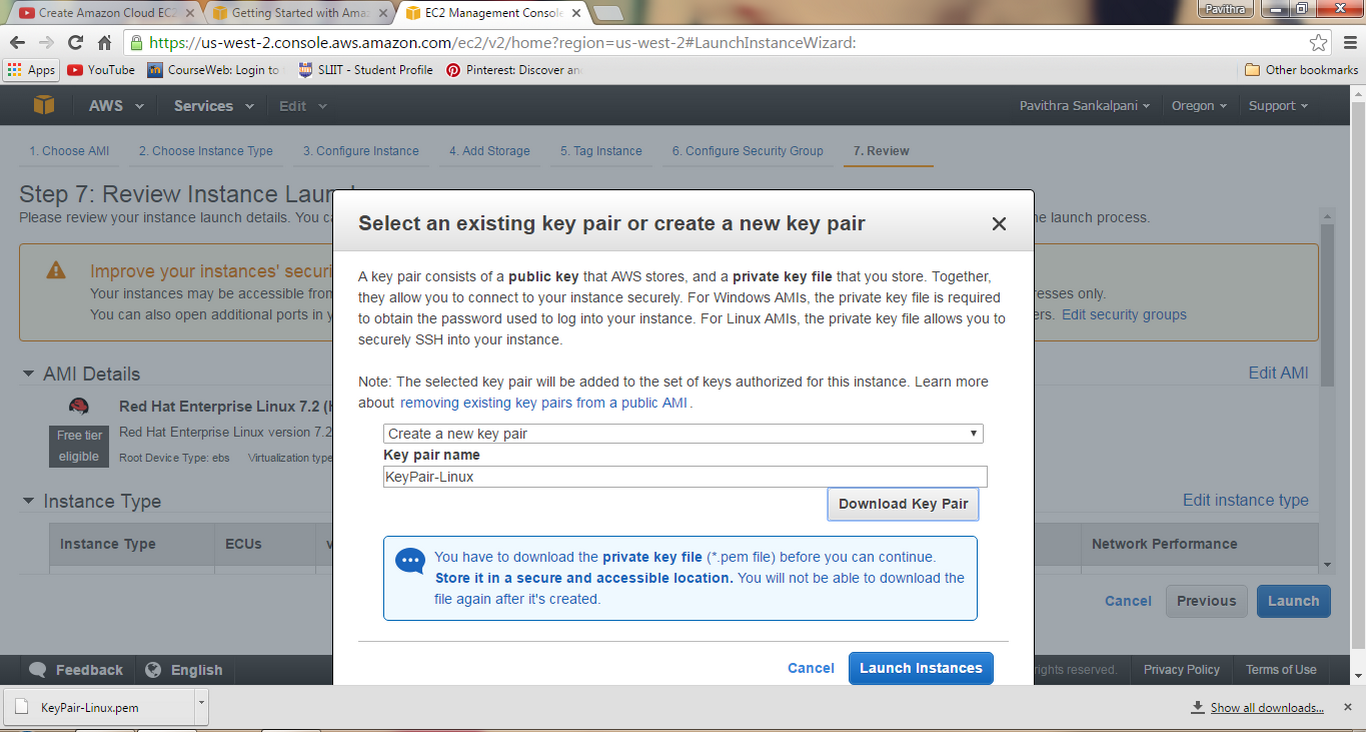 Create Amazon Cloud EC2
Getting Started with Amaz
EC2 Management Console
Pavithra
https://us-west-2.console.aws.amazon.com/ec2/v2/home?region=us-west-2#LaunchInstanceWizard:
Apps
YouTube
CourseWeb: Login to
SLIIT - Student Profile
Pinterest: Discover an
Other bookmarks
AWS
Services
Edit
Pavithra Sankalpani
Oregon
Support
1. Choose AMI
2. Choose Instance Type
3. Configure Instance
4. Add Storage
5. Tag Instance
6. Configure Security Group
7. Review
Step 7: Review Instance Laun
Please review your instance launch details. You c
he launch process.
Improve your instances' securi
Your instances may be accessible from
resses only.
You can also open additional ports in y
ers. Edit security groups
AMI Details
Edit AMI
Red Hat Enterprise Linux 7.2 (H
Free tier
eligible
Red Hat Enterprise Linux version 7.2
Root Device Type: ebs
Virtualization type
Instance Type
Edit instance type
Instance Type
ECUs
v
Network Performance
Select an existing key pair or create a new key pair
A key pair consists of a public key that AWS stores, and a private key file that you store. Together,
they allow you to connect to your instance securely. For Windows AMIs, the private key file is required
to obtain the password used to log into your instance. For Linux AMIs, the private key file allows you to
securely SSH into your instance.
Note: The selected key pair will be added to the set of keys authorized for this instance. Learn more
about removing existing key pairs from a public AMI.
Create a new key pair
Key pair name
KeyPair-Linux
Download Key Pair
You have to download the private key file (*.pem file) before you can continue.
Store it in a secure and accessible location. You will not be able to download the
file again after it's created.
Cancel
Launch Instances
Cancel
Previous
Launch
Feedback
English
rights reserved.
Privacy Policy
Terms of Use
KeyPair-Linux.pem
Show all downloads...